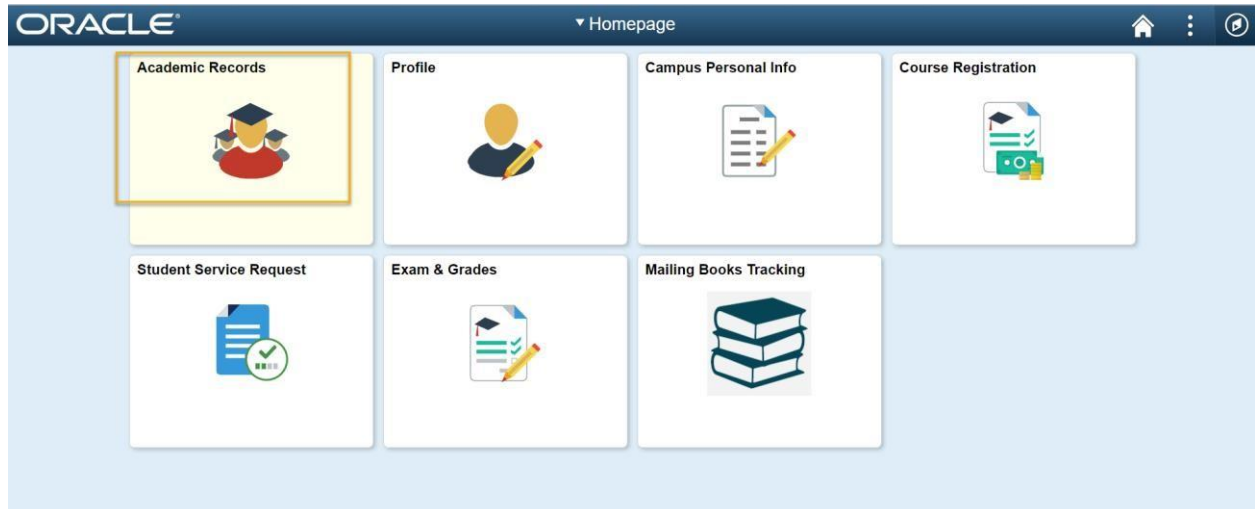 ORACLE
Homepage
Academic Records
Profile
Campus Personal Info
Course Registration
Student Service Request
Exam & Grades
Mailing Books Tracking